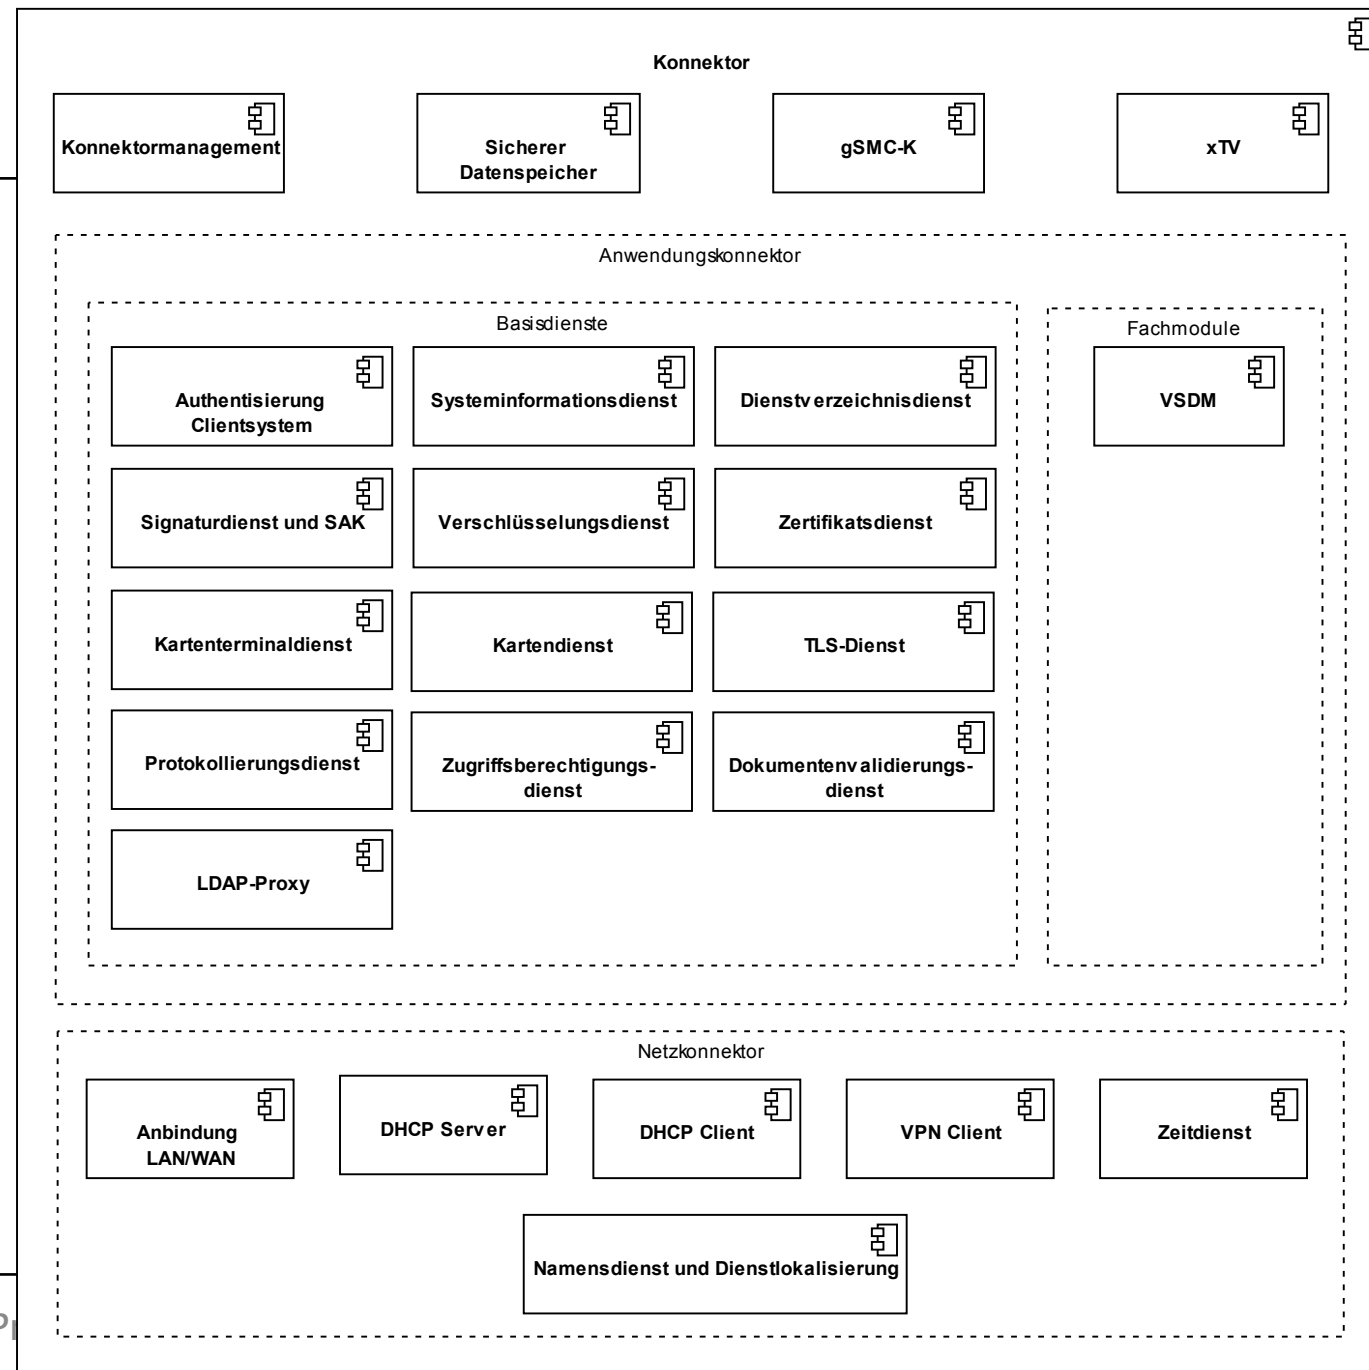 Konnektor
Konnektormanagement
Sicherer
Datenspeicher
gSMC-K
xTV
Anwendungskonnektor
Basisdienste
Fachmodule
Authentisierung
Clientsystem
Systeminformationsdienst
Dienstverzeichnisdienst
VSDM
Signaturdienst und SAK
Verschlüsselungsdienst
Zertifikatsdienst
Kartenterminaldienst
Kartendienst
TLS-Dienst
Protokollierungsdienst
Zugriffsberechtigungs-
dienst
Dokumentenvalidierungs-
dienst
LDAP-Proxy
Netzkonnektor
Anbindung
LAN/WAN
DHCP Server
DHCP Client
VPN Client
Zeitdienst
Namensdienst und Dienstlokalisierung